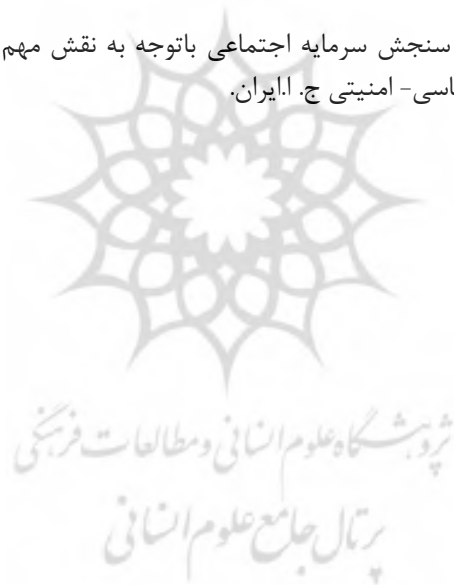 سنجش سرمایه اجتماعی باتوجه به نقش مهم
اسی- امنیتی ج. ا.ایران.
پژوهشگاه علوم انسانی و مطالعات فرهنگی
پرتال جامع علوم انسانی